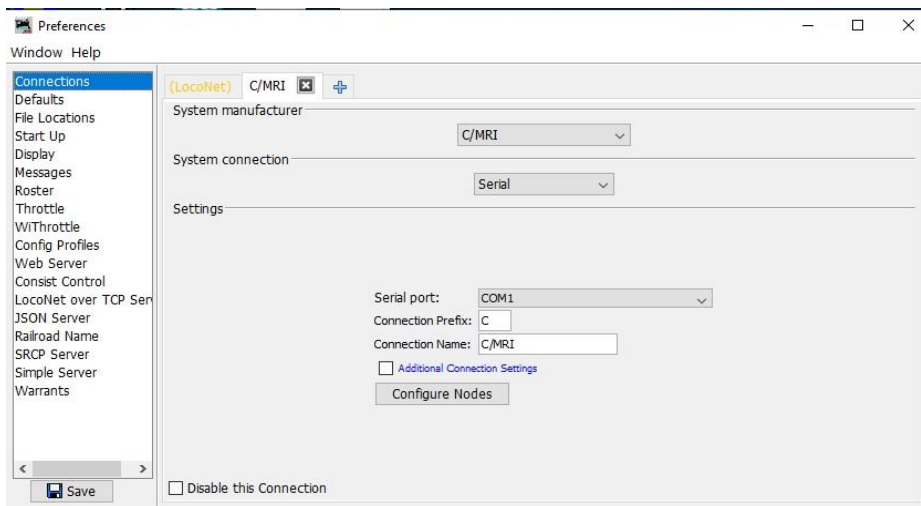 Preferences
Window Help
Connections
Defaults
File Locations
Start Up
Display
Messages
Roster
Throttle
WiThrottle
Config Profiles
Web Server
Consist Control
LocoNet over TCP Ser
JSON Server
Railroad Name
SRCP Server
Simple Server
Warrants
Save
(LocoNet) C/MRI
System manufacturer
C/MRI
System connection
Serial
Settings
Serial port: COM1
Connection Prefix: C
Connection Name: C/MRI
Additional Connection Settings
Configure Nodes
Disable this Connection